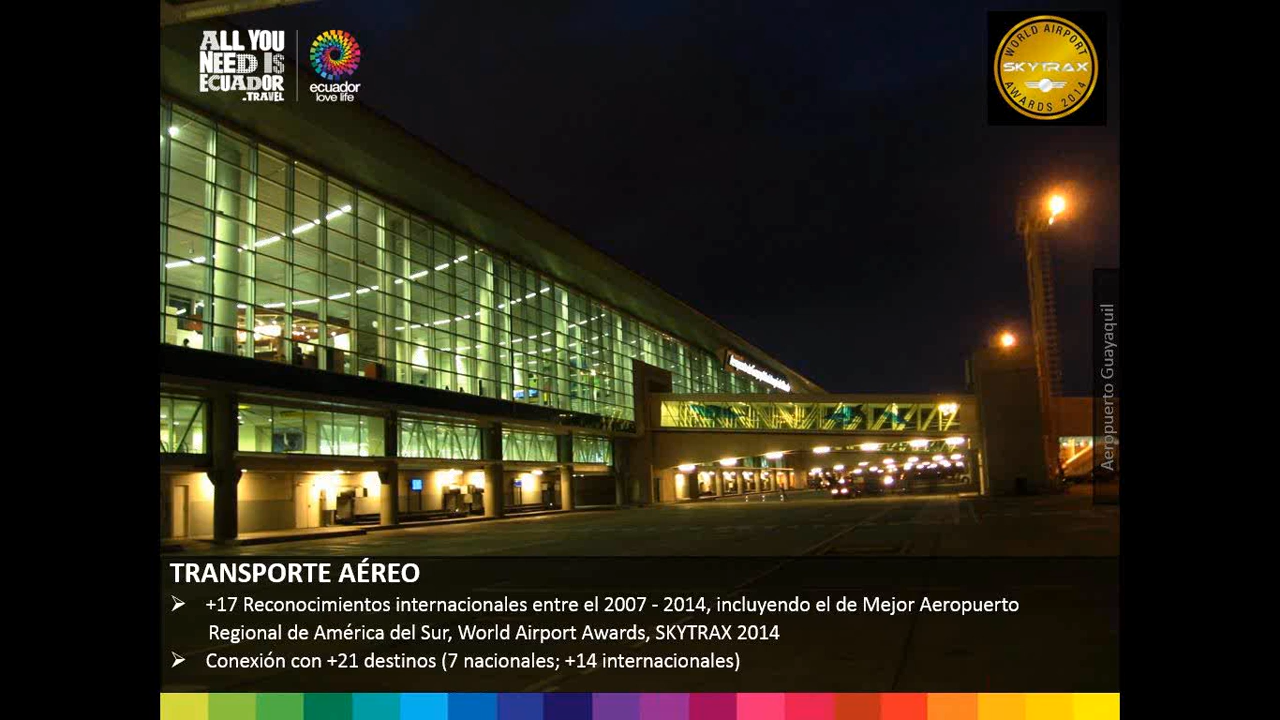 ALL YOU
NEED IS
ECUADOR
.TRAVEL
ecuador
love life
WORLD AIRPORT
SKYTRAX
AWARDS 2014
Aeropuerto Guayaquil
TRANSPORTE AÉREO
➢ +17 Reconocimientos internacionales entre el 2007 - 2014, incluyendo el de Mejor Aeropuerto
Regional de América del Sur, World Airport Awards, SKYTRAX 2014
➢ Conexión con +21 destinos (7 nacionales; +14 internacionales)